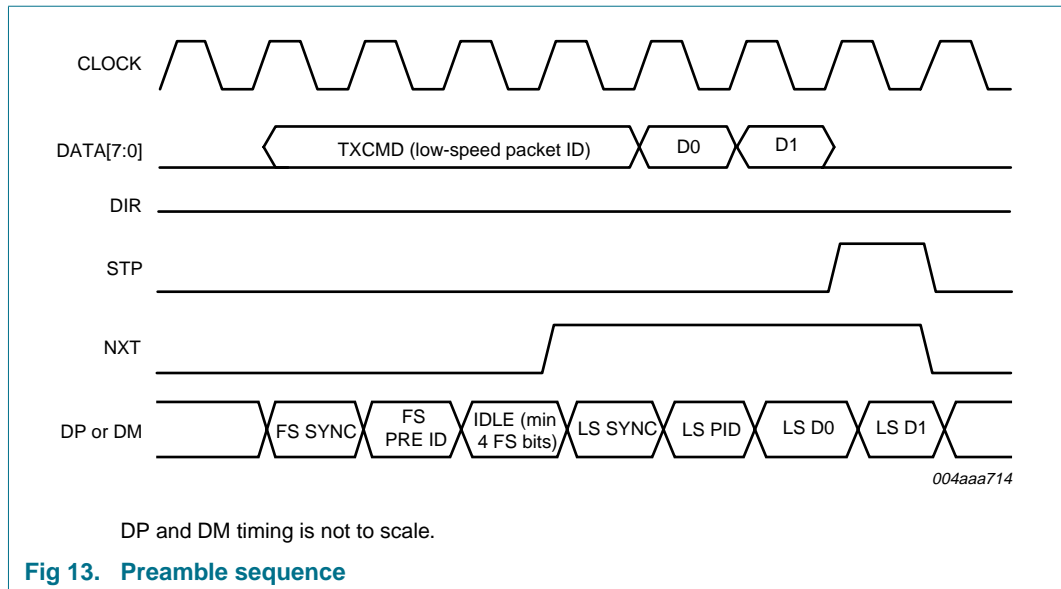 CLOCK
DATA[7:0]
TXCMD (low-speed packet ID)
D0
D1
DIR
STP
NXT
DP or DM
FS SYNC
FS
PRE ID
IDLE (min
4 FS bits)
LS SYNC
LS PID
LS D0
LS D1
004aaa714
DP and DM timing is not to scale.
Fig 13. Preamble sequence